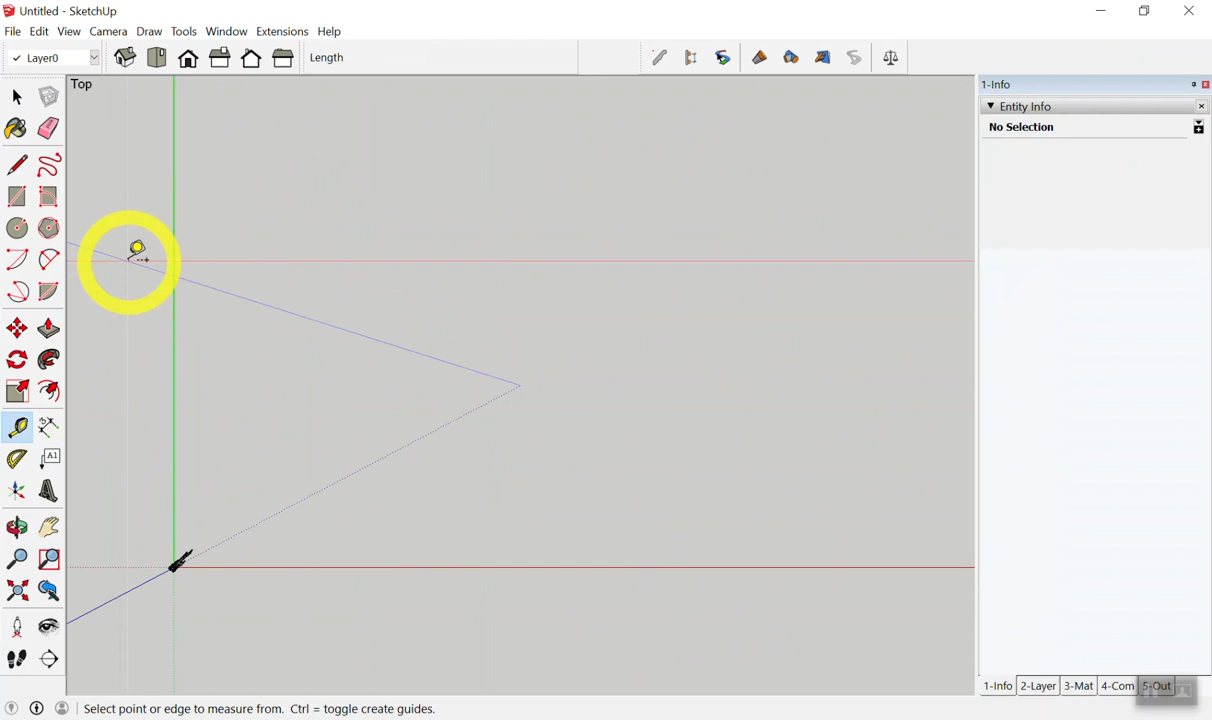 Untitled - SketchUp
File Edit View Camera Draw Tools Window Extensions Help
Layer0
Length
Top
1-Info
Entity Info
No Selection
A1
1-Info 2-Layer 3-Mat 4-Com 5-Out
Select point or edge to measure from. Ctrl = toggle create guides.